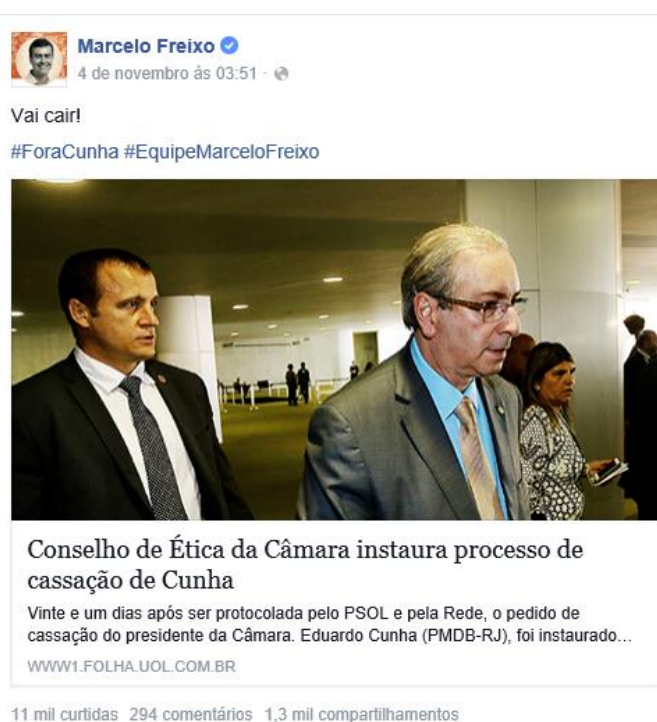 Marcelo Freixo
4 de novembro às 03:51 ·
Vai cair!
#ForaCunha #EquipeMarceloFreixo
Conselho de Ética da Câmara instaura processo de
cassação de Cunha
Vinte e um dias após ser protocolada pelo PSOL e pela Rede, o pedido de
cassação do presidente da Câmara. Eduardo Cunha (PMDB-RJ), foi instaurado...
WWW1.FOLHA.UOL.COM.BR
11 mil curtidas 294 comentários 1,3 mil compartilhamentos